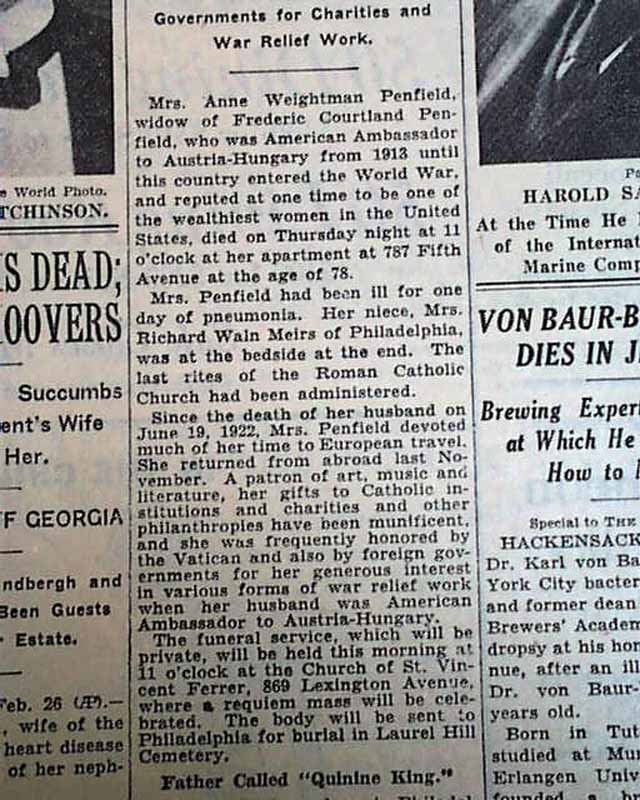 Governments for Charities and
War Relief Work.
Mrs. Anne Weightman Penfield,
widow of Frederic Courtland Pen-
field, who was American Ambassador
to Austria-Hungary from 1913 until
this country entered the World War,
and reputed at one time to be one of
the wealthiest women in the United
States, died on Thursday night at 11
o'clock at her apartment at 787 Fifth
Avenue at the age of 78.
Mrs. Penfield had been ill for one
day of pneumonia. Her niece, Mrs.
Richard Waln Meirs of Philadelphia,
was at the bedside at the end. The
last rites of the Roman Catholic
Church had been administered.
Since the death of her husband on
June 19, 1922, Mrs. Penfield devoted
much of her time to European travel.
She returned from abroad last No-
vember. A patron of art, music and
literature, her gifts to Catholic in-
stitutions and charities and other
philanthropies have been munificent,
and she was frequently honored by
the Vatican and also by foreign gov-
ernments for her generous interest
in various forms of war relief work
when her husband was American
Ambassador to Austria-Hungary.
The funeral service, which will be
private, will be held this morning at
11 o'clock at the Church of St. Vin-
cent Ferrer, 869 Lexington Avenue,
where a requiem mass will be cele-
brated. The body will be sent to
Philadelphia for burial in Laurel Hill
Cemetery.
Father Called "Quinine King."
World Photo.
TCHINSON.
S DEAD;
OOVERS
Succumbs
ent's Wife
Her.
F GEORGIA
ndbergh and
Been Guests
Estate.
Feb. 26 (AP).—
, wife of the
heart disease
of her neph-
HAROLD SA
At the Time He
of the Internat
Marine Comp
VON BAUR-B
DIES IN J
Brewing Exper
at Which He
How to
Special to THE
HACKENSACK
Dr. Karl von Ba
York City bacter
and former dean
Brewers' Academ
dropsy at his hom
nue, after an ill
Dr. von Baur-
years old.
Born in Tut
studied at Mun
Erlangen Univ
founded a br